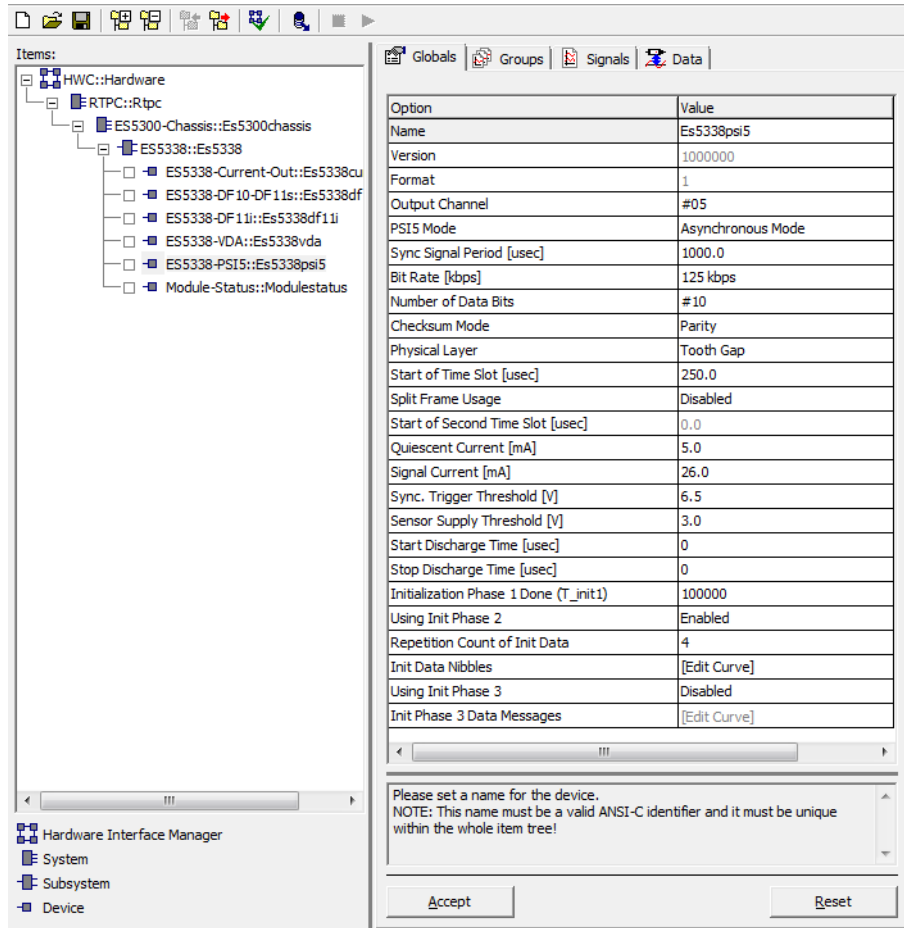 Items:
HWC::Hardware
RTPC::Rtpc
ES5300-Chassis::Es5300chassis
ES5338::Es5338
ES5338-Current-Out::Es5338cu
ES5338-DF10-DF11s::Es5338df
ES5338-DF11i::Es5338df11i
ES5338-VDA::Es5338vda
ES5338-PSI5::Es5338psi5
Module-Status::Modulestatus
Hardware Interface Manager
System
Subsystem
Device
Globals Groups Signals Data
Option Value
Name Es5338psi5
Version 1000000
Format 1
Output Channel #05
PSI5 Mode Asynchronous Mode
Sync Signal Period [usec] 1000.0
Bit Rate [kbps] 125 kbps
Number of Data Bits #10
Checksum Mode Parity
Physical Layer Tooth Gap
Start of Time Slot [usec] 250.0
Split Frame Usage Disabled
Start of Second Time Slot [usec] 0.0
Quiescent Current [mA] 5.0
Signal Current [mA] 26.0
Sync. Trigger Threshold [V] 6.5
Sensor Supply Threshold [V] 3.0
Start Discharge Time [usec] 0
Stop Discharge Time [usec] 0
Initialization Phase 1 Done (T_init1) 100000
Using Init Phase 2 Enabled
Repetition Count of Init Data 4
Init Data Nibbles [Edit Curve]
Using Init Phase 3 Disabled
Init Phase 3 Data Messages [Edit Curve]
Please set a name for the device.
NOTE: This name must be a valid ANSI-C identifier and it must be unique
within the whole item tree!
Accept Reset